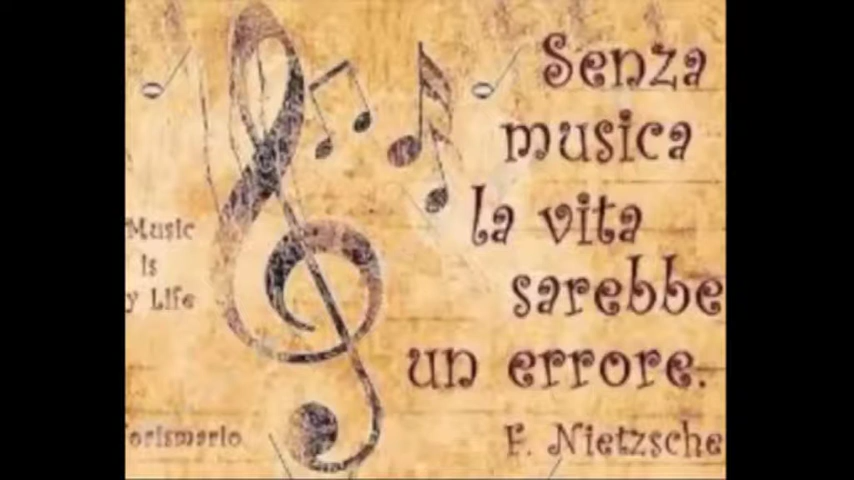 Senza
musica
la vita
sarebbe
un errore.
F. Nietzsche
Music
is
y Life
forismario